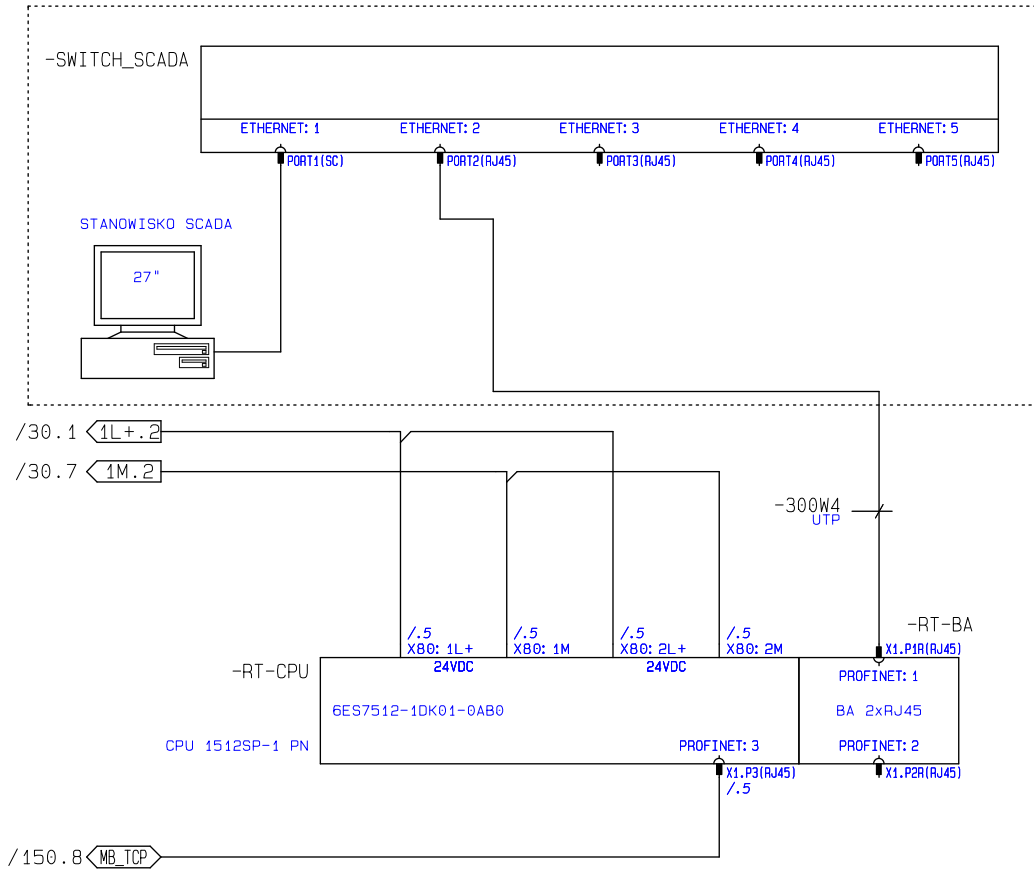 -SWITCH_SCADA
ETHERNET: 1
ETHERNET: 2
ETHERNET: 3
ETHERNET: 4
ETHERNET: 5
PORT1(SC)
PORT2(RJ45)
PORT3(RJ45)
PORT4(RJ45)
PORT5(RJ45)
STANOWISKO SCADA
27"
/30.1 1L+.2
/30.7 1M.2
-300W4
UTP
/.5
X80: 1L+
24VDC
/.5
X80: 1M
/.5
X80: 2L+
24VDC
/.5
X80: 2M
-RT-BA
X1.P1R(RJ45)
-RT-CPU
PROFINET: 1
6ES7512-1DK01-0AB0
BA 2xRJ45
CPU 1512SP-1 PN
PROFINET: 3
PROFINET: 2
X1.P3(RJ45)
/.5
X1.P2R(RJ45)
/150.8 MB_TCP